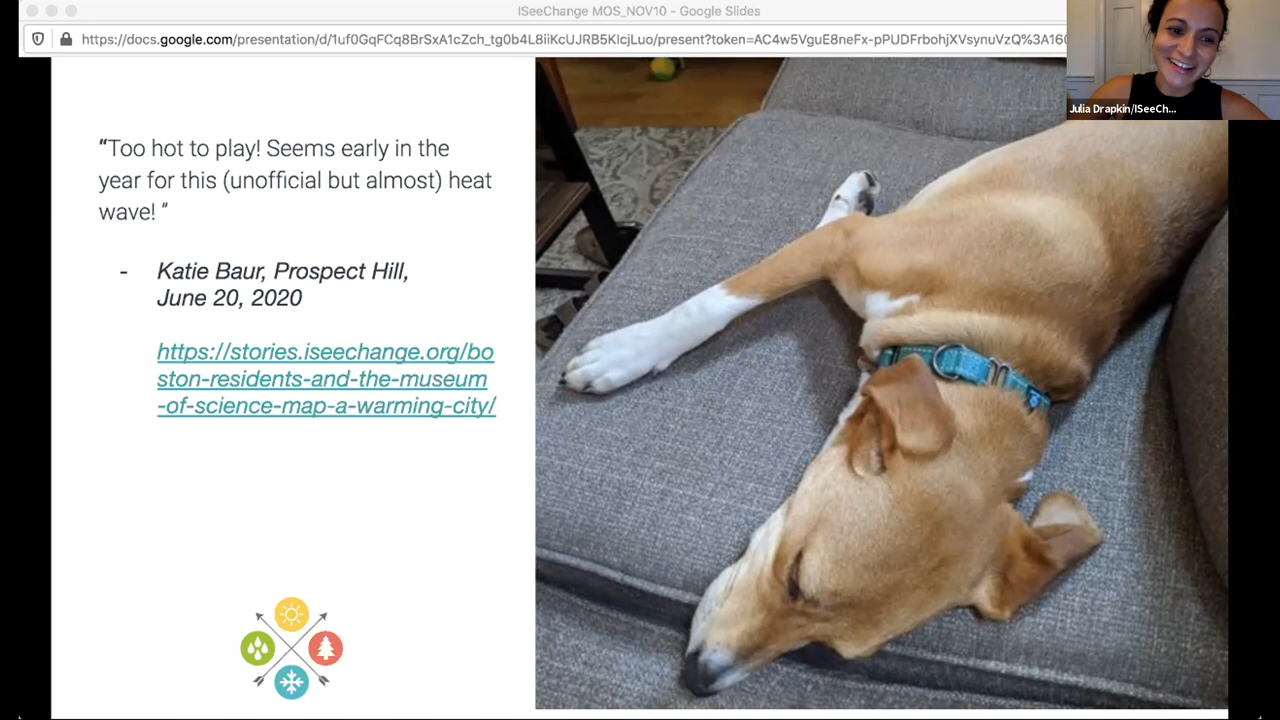 ISeeChange MOS_NOV10 - Google Slides
https://docs.google.com/presentation/d/1uf0GqFCq8BrSxA1cZch_tg0b4L8iiKcUJRB5KlcjLuo/present?token=AC4w5VguE8neFx-pPUDFrbohjXVsynuVzQ%3A160
Julia Drapkin/ISeeCh...
“Too hot to play! Seems early in the
year for this (unofficial but almost) heat
wave! ”
- Katie Baur, Prospect Hill,
June 20, 2020
https://stories.iseechange.org/bo
ston-residents-and-the-museum
-of-science-map-a-warming-city/